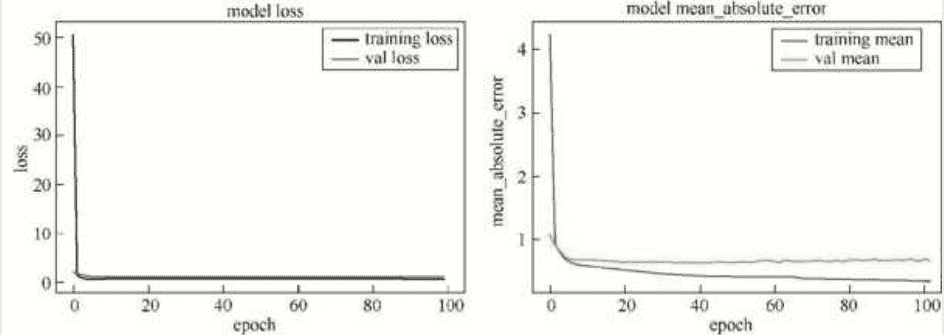 model loss
50
40
30
20
10
0
loss
training loss
val loss
0 20 40 60 80 100
epoch
model mean_absolute_error
4
3
2
1
mean_absolute_error
training mean
val mean
0 20 40 60 80 100
epoch